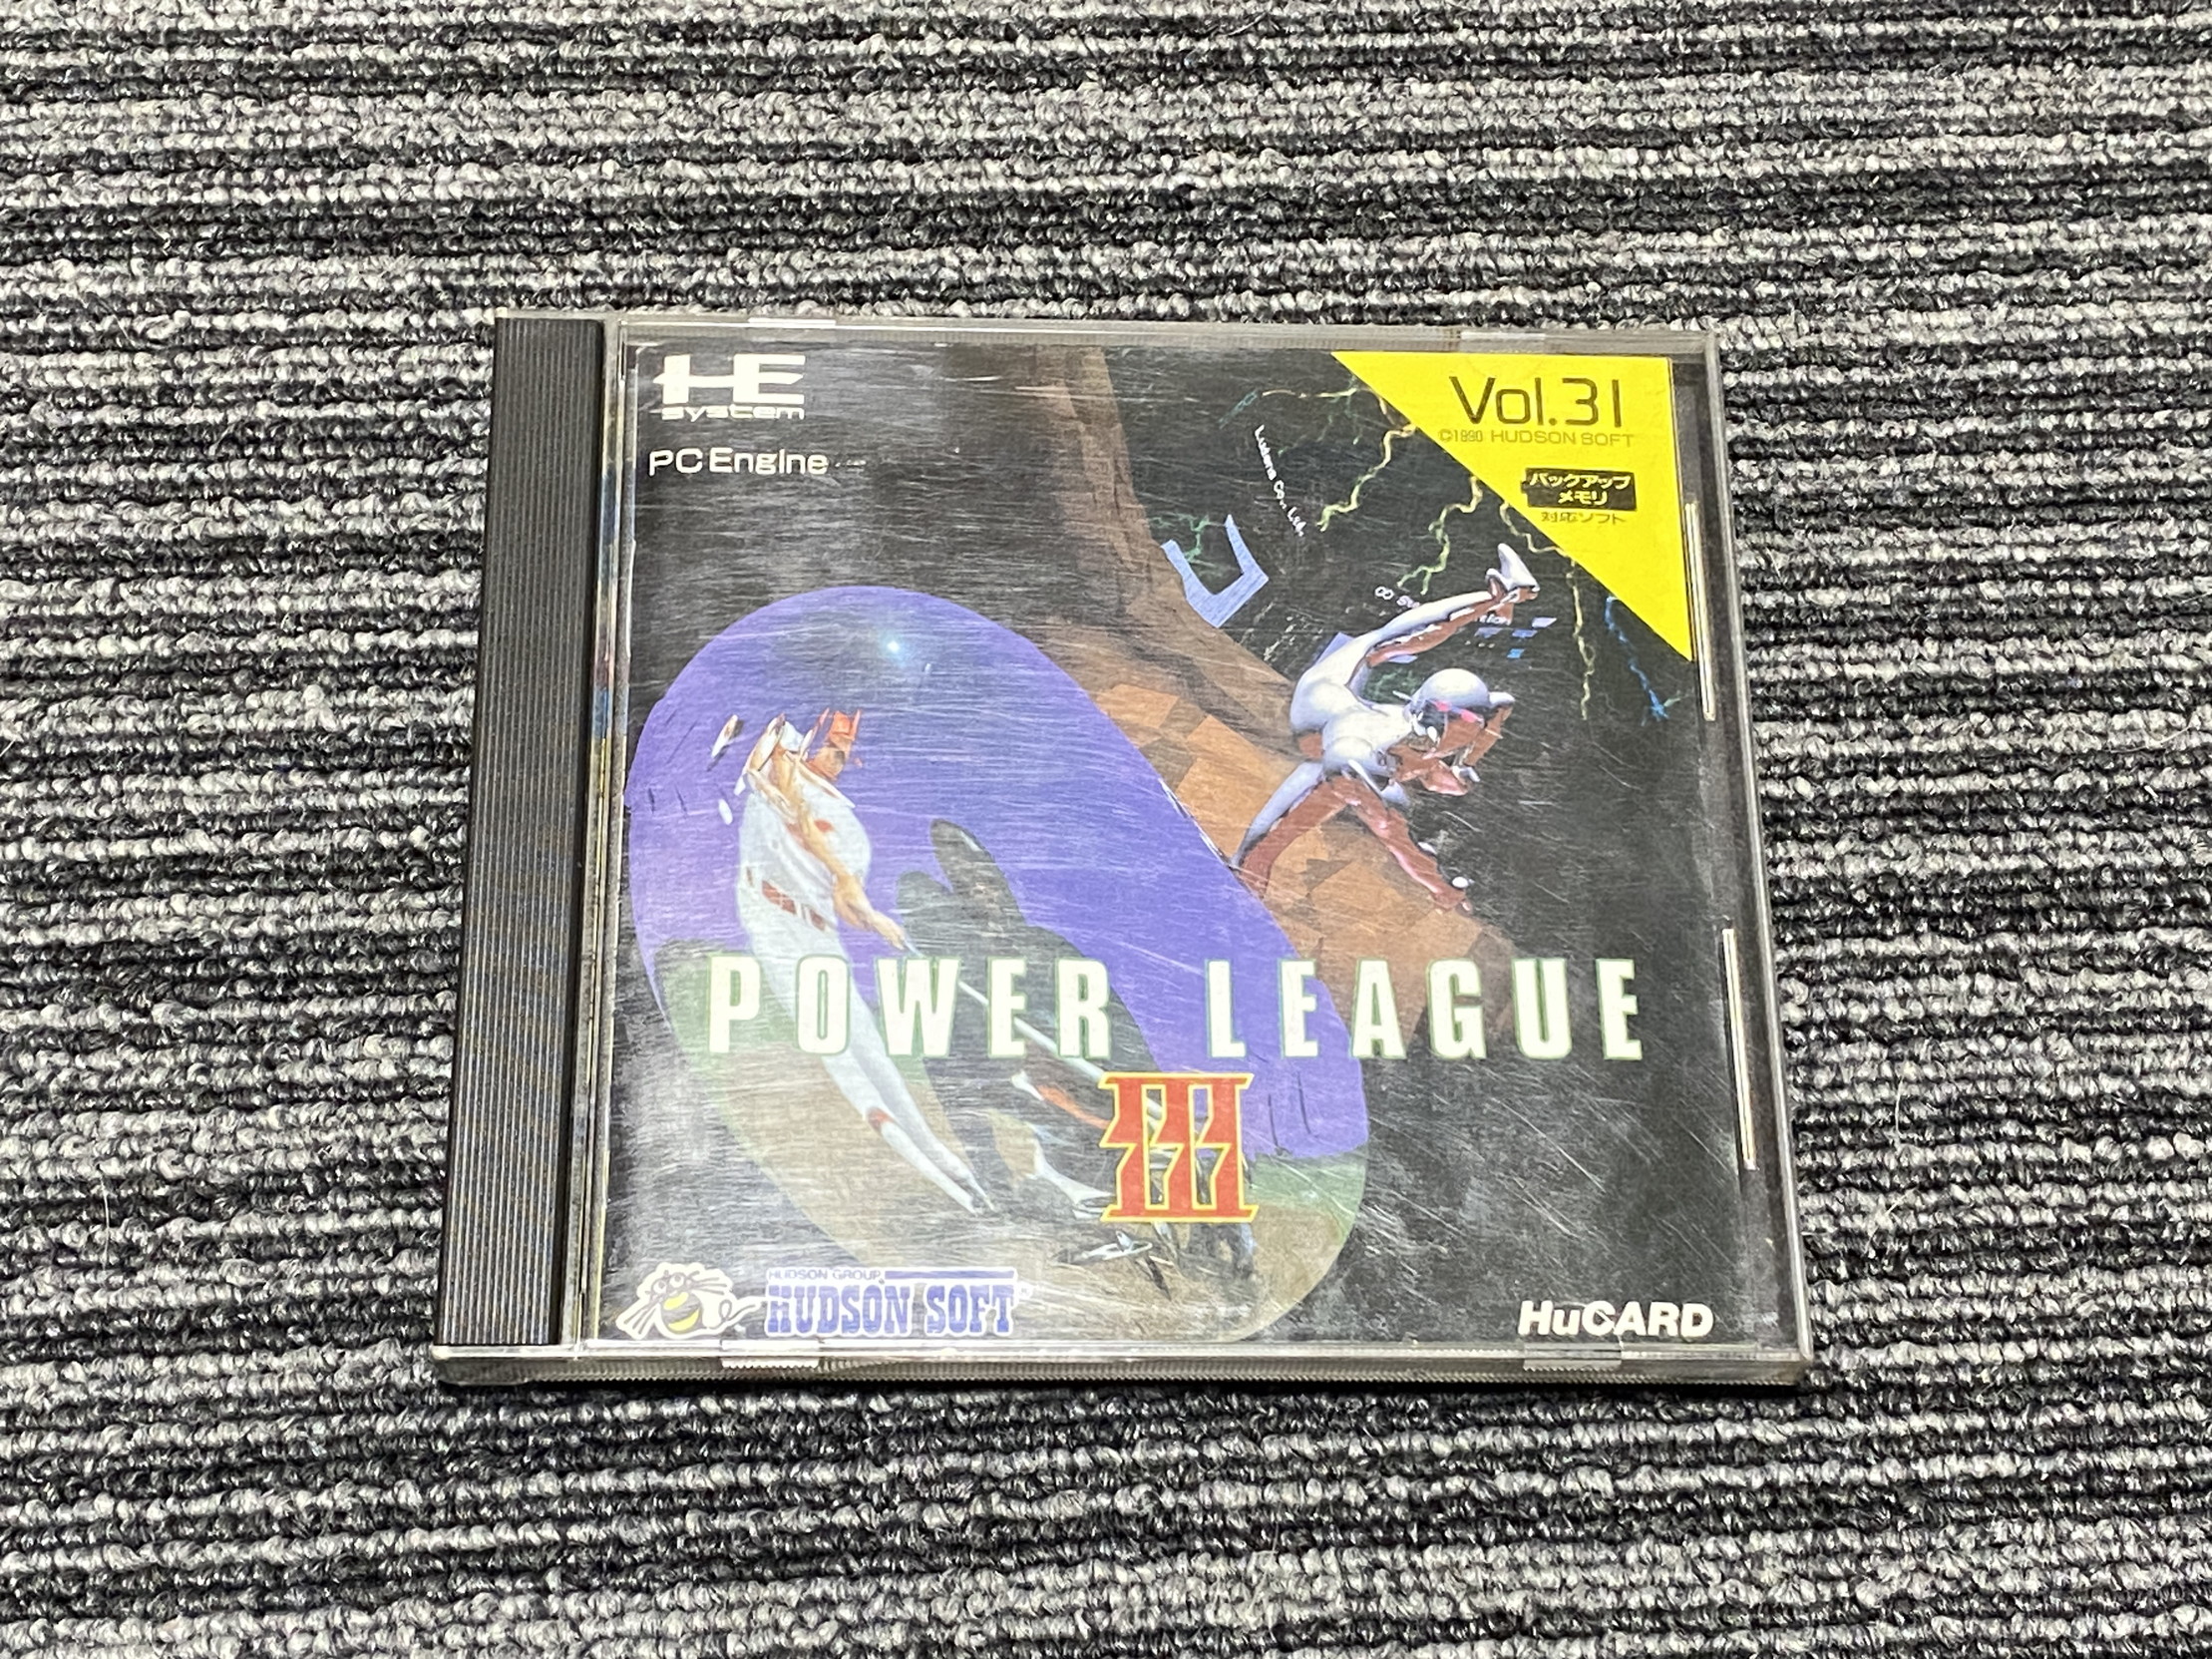 HE
system
PC Engine
Vol.31
©1990 HUDSON SOFT
バックアップ
メモリ
対応ソフト
POWER LEAGUE
III
HUDSON GROUP
HUDSON SOFT
HuCARD